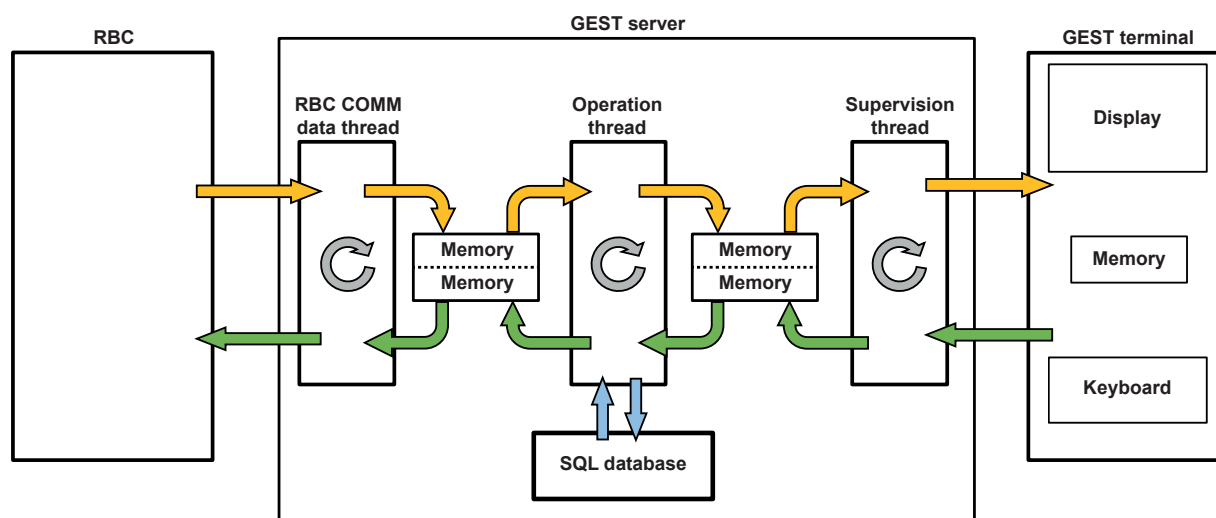 GEST server
RBC
GEST terminal
RBC COMM
data thread
Operation
thread
Supervision
thread
Display
Memory
Memory
Memory
Memory
Memory
Keyboard
SQL database